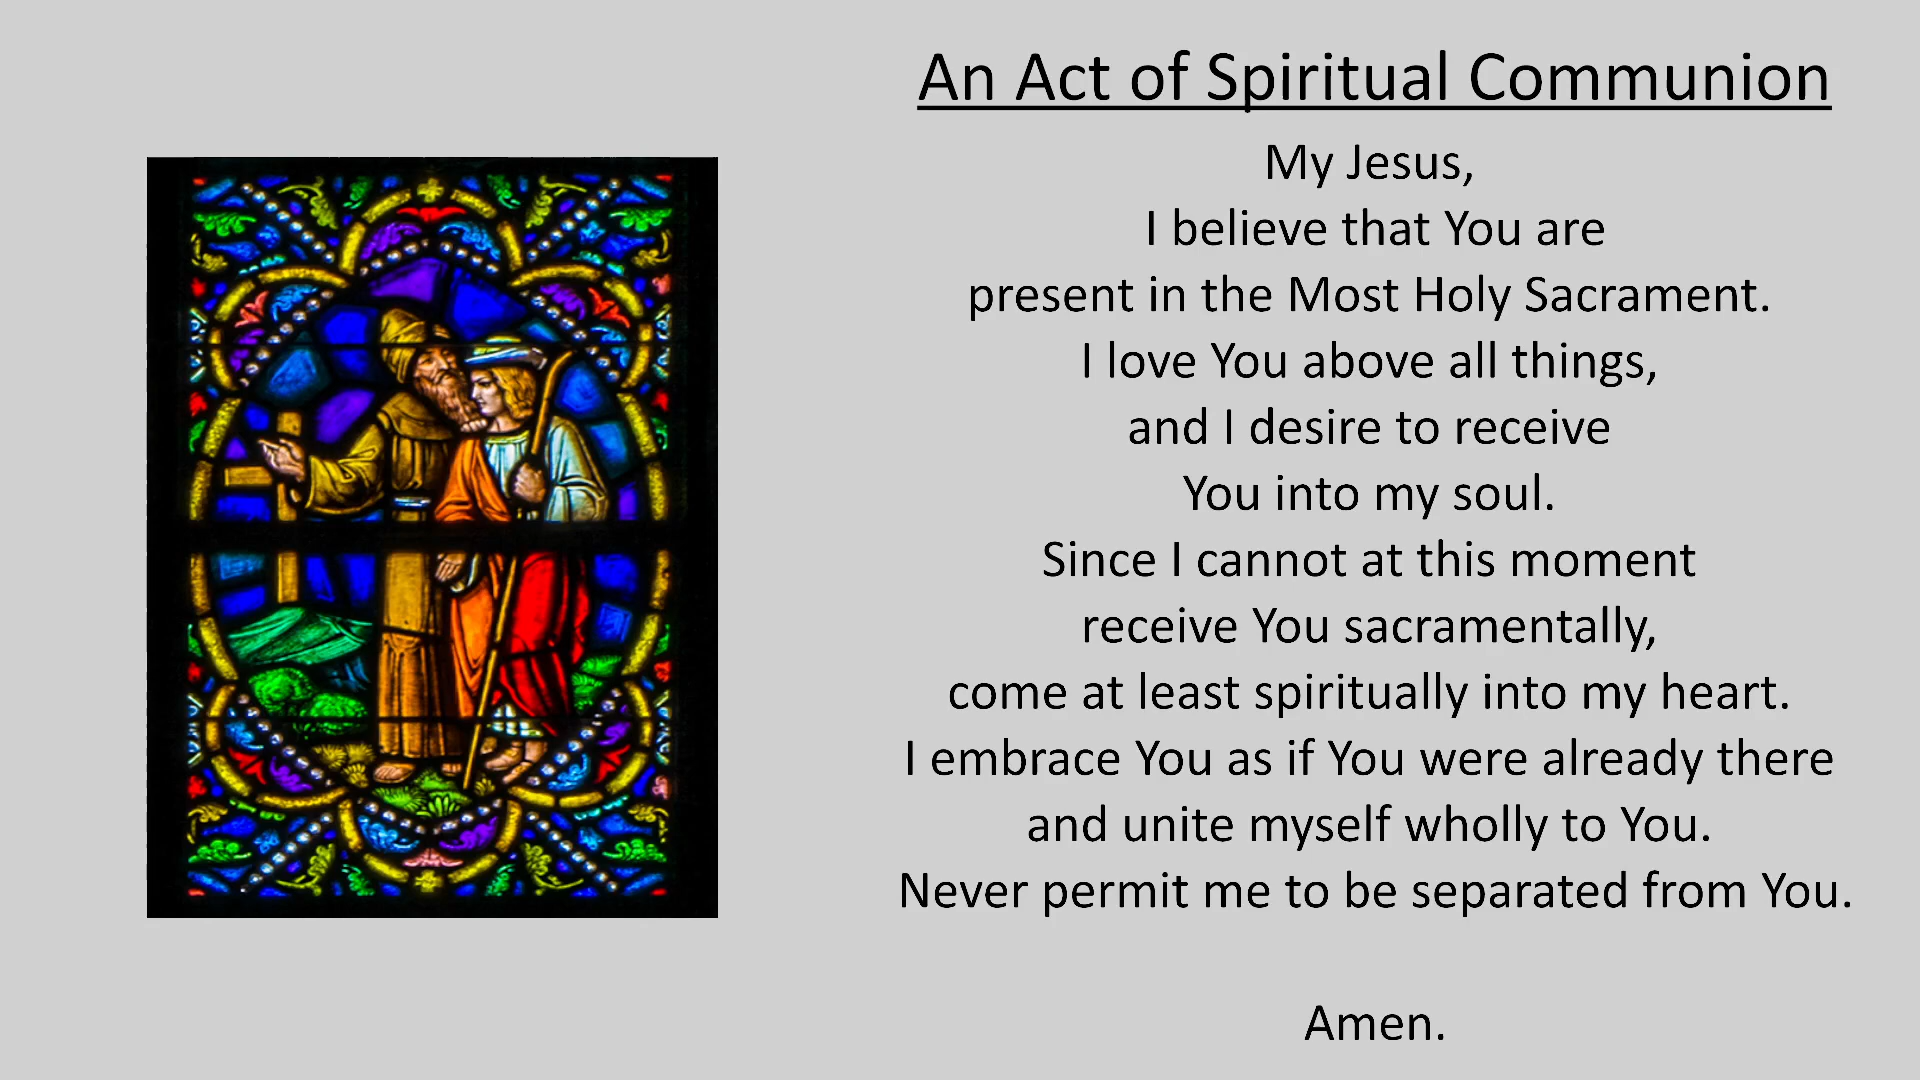 An Act of Spiritual Communion
My Jesus,
I believe that You are
present in the Most Holy Sacrament.
I love You above all things,
and I desire to receive
You into my soul.
Since I cannot at this moment
receive You sacramentally,
come at least spiritually into my heart.
I embrace You as if You were already there
and unite myself wholly to You.
Never permit me to be separated from You.
Amen.